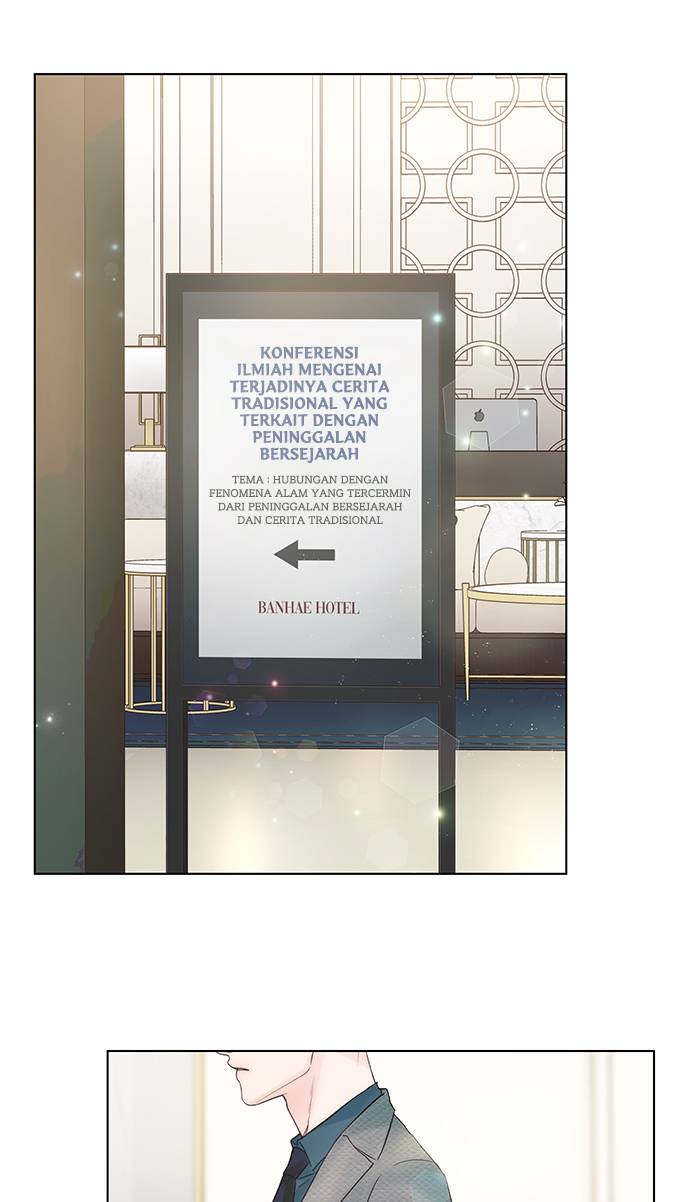 KONFERENSI
ILMIAH MENGENAI
TERJADINYA CERITA
TRADISIONAL YANG
TERKAIT DENGAN
PENINGGALAN
BERSEJARAH
TEMA : HUBUNGAN DENGAN
FENOMENA ALAM YANG TERCERMIN
DARI PENINGGALAN BERSEJARAH
DAN CERITA TRADISIONAL
BANHAE HOTEL